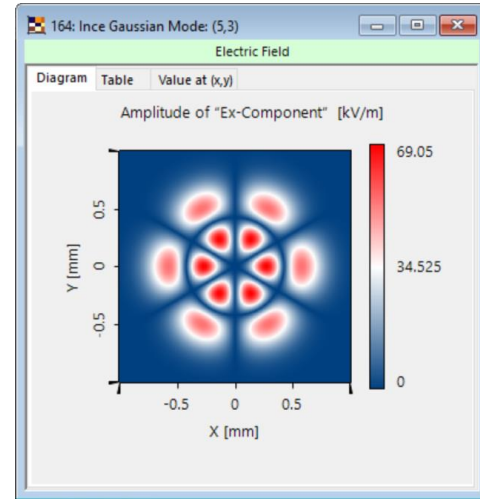 164: Ince Gaussian Mode: (5,3)
Electric Field
Diagram Table Value at (x,y)
Amplitude of "Ex-Component" [kV/m]
69.05
34.525
0
0.5
0
-0.5
Y [mm]
-0.5 0 0.5
X [mm]